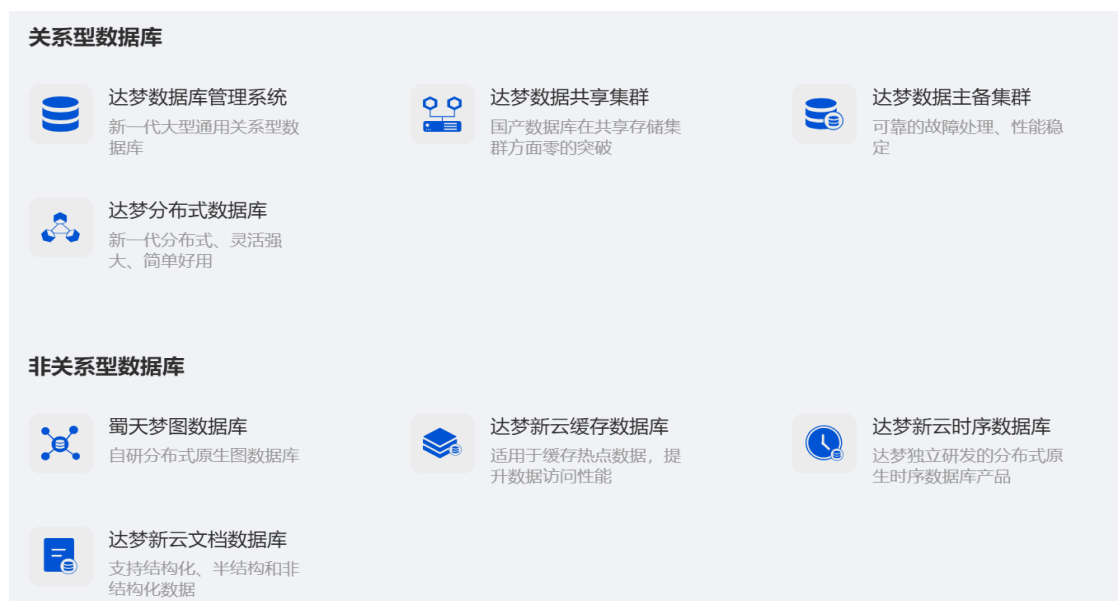 关系型数据库
达梦数据库管理系统
新一代大型通用关系型数
据库
达梦数据共享集群
国产数据库在共享存储集
群方面零的突破
达梦数据主备集群
可靠的故障处理、性能稳
定
达梦分布式数据库
新一代分布式、灵活强
大、简单好用
非关系型数据库
蜀天梦图数据库
自研分布式原生图数据库
达梦新云缓存数据库
适用于缓存热点数据，提
升数据访问性能
达梦新云时序数据库
达梦独立研发的分布式原
生时序数据库产品
达梦新云文档数据库
支持结构化、半结构和非
结构化数据